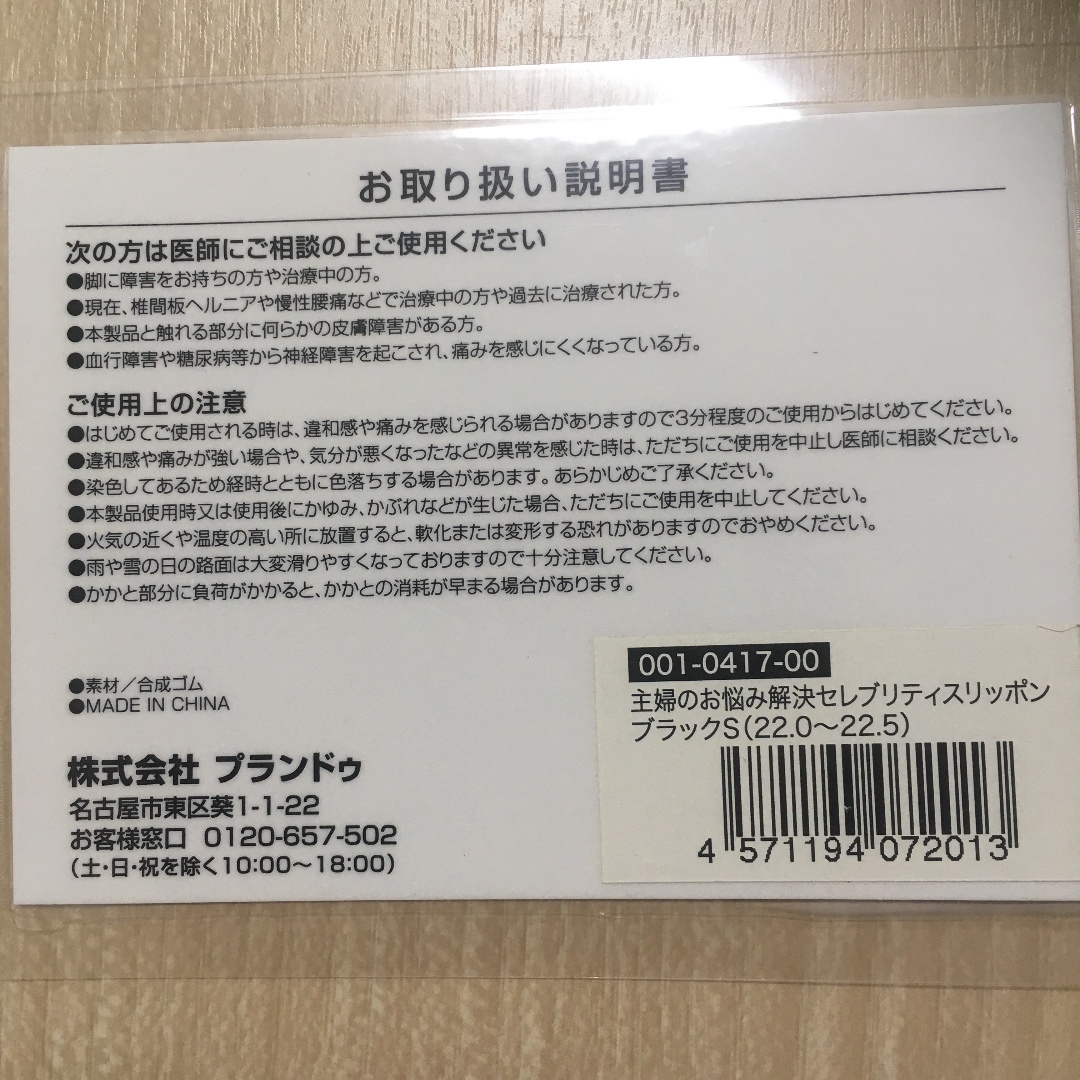 お取り扱い説明書
次の方は医師にご相談の上ご使用ください
●脚に障害をお持ちの方や治療中の方。
●現在、椎間板ヘルニアや慢性腰痛などで治療中の方や過去に治療された方。
●本製品と触れる部分に何らかの皮膚障害がある方。
●血行障害や糖尿病等から神経障害を起こされ、痛みを感じにくくなっている方。
ご使用上の注意
●はじめてご使用される時は、違和感や痛みを感じられる場合がありますので3分程度のご使用からはじめてください。
●違和感や痛みが強い場合や、気分が悪くなったなどの異常を感じた時は、ただちにご使用を中止し医師に相談ください。
●染色してあるため経時とともに色落ちする場合があります。あらかじめご了承ください。
●本製品使用時又は使用後にかゆみ、かぶれなどが生じた場合、ただちにご使用を中止してください。
●火気の近くや温度の高い所に放置すると、軟化または変形する恐れがありますのでおやめください。
●雨や雪の日の路面は大変滑りやすくなっておりますので十分注意してください。
●かかと部分に負荷がかかると、かかとの消耗が早まる場合があります。
●素材/合成ゴム
●MADE IN CHINA
株式会社 プランドゥ
名古屋市東区葵1-1-22
お客様窓口 0120-657-502
(土・日・祝を除く10:00～18:00)
001-0417-00
主婦のお悩み解決セレブリティスリッポン
ブラックS(22.0～22.5)
4 571194 072013